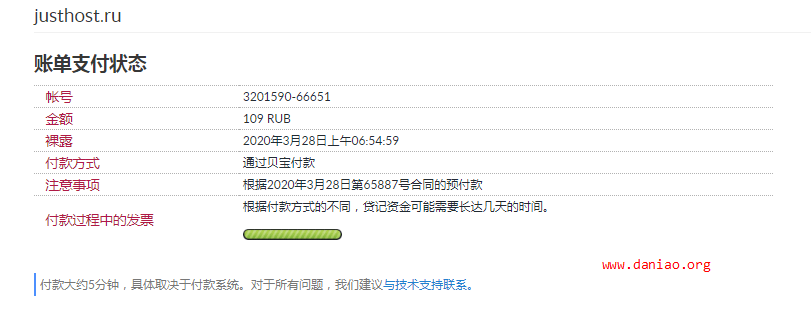 justhost.ru
账单支付状态
帐号 3201590-66651
金额 109 RUB
裸露 2020年3月28日上午06:54:59
付款方式 通过贝宝付款
注意事项 根据2020年3月28日第65887号合同的预付款
根据付款方式的不同，贷记资金可能需要长达几天的时间。
付款过程中的发票
www.daniao.org
付款大约5分钟，具体取决于付款系统。对于所有问题，我们建议与技术支持联系。